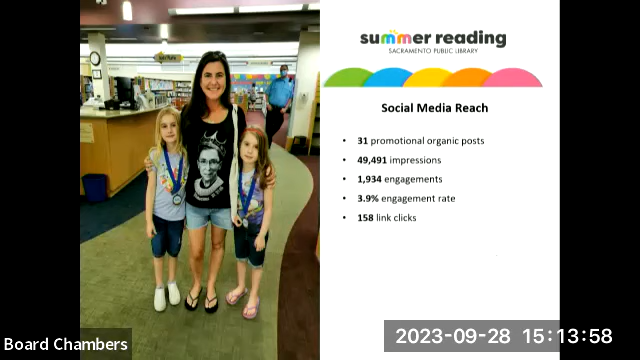 summer reading
SACRAMENTO PUBLIC LIBRARY
Social Media Reach
• 31 promotional organic posts
• 49,491 impressions
• 1,934 engagements
• 3.9% engagement rate
• 158 link clicks
Board Chambers
2023-09-28 15:13:58